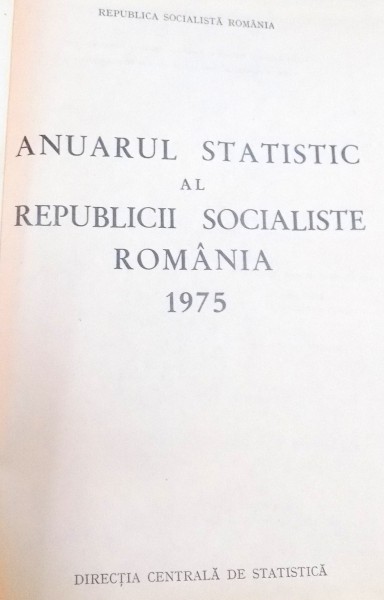 REPUBLICA SOCIALISTĂ ROMÂNIA
ANUARUL STATISTIC
AL
REPUBLICII SOCIALISTE
ROMÂNIA
1975
DIRECȚIA CENTRALĂ DE STATISTICĂ